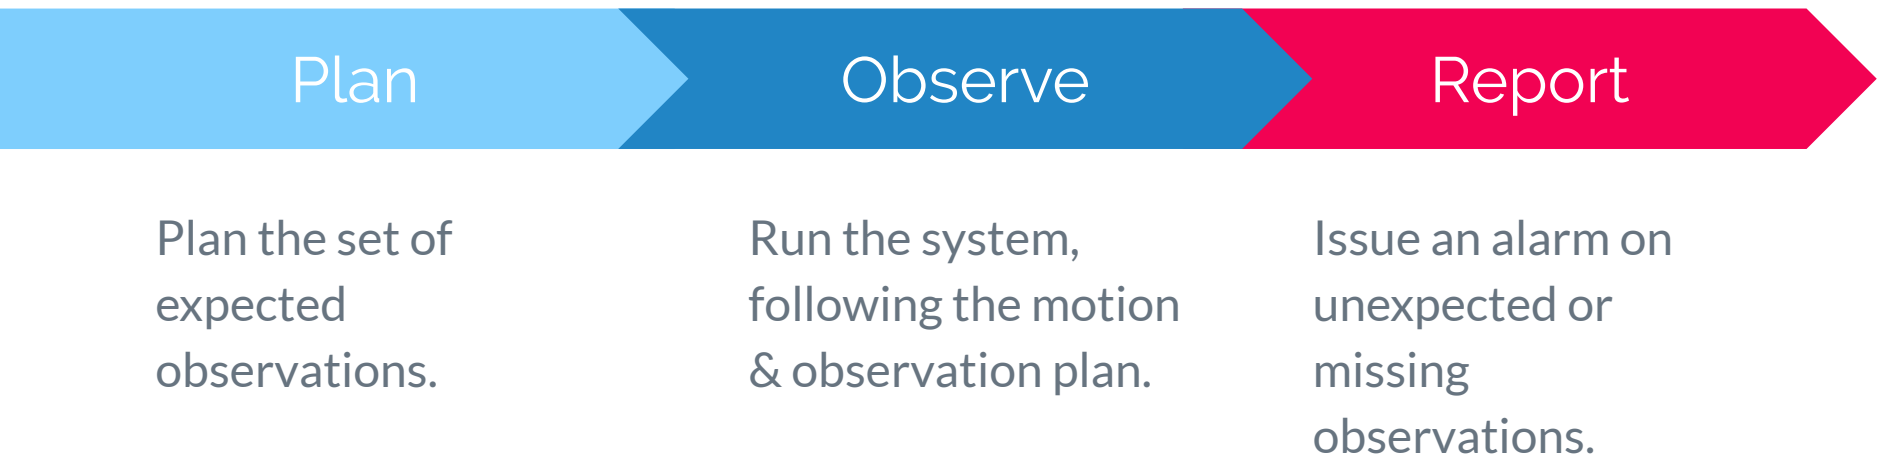 Plan
Observe
Report
Plan the set of
expected
observations.
Run the system,
following the motion
& observation plan.
Issue an alarm on
unexpected or
missing
observations.